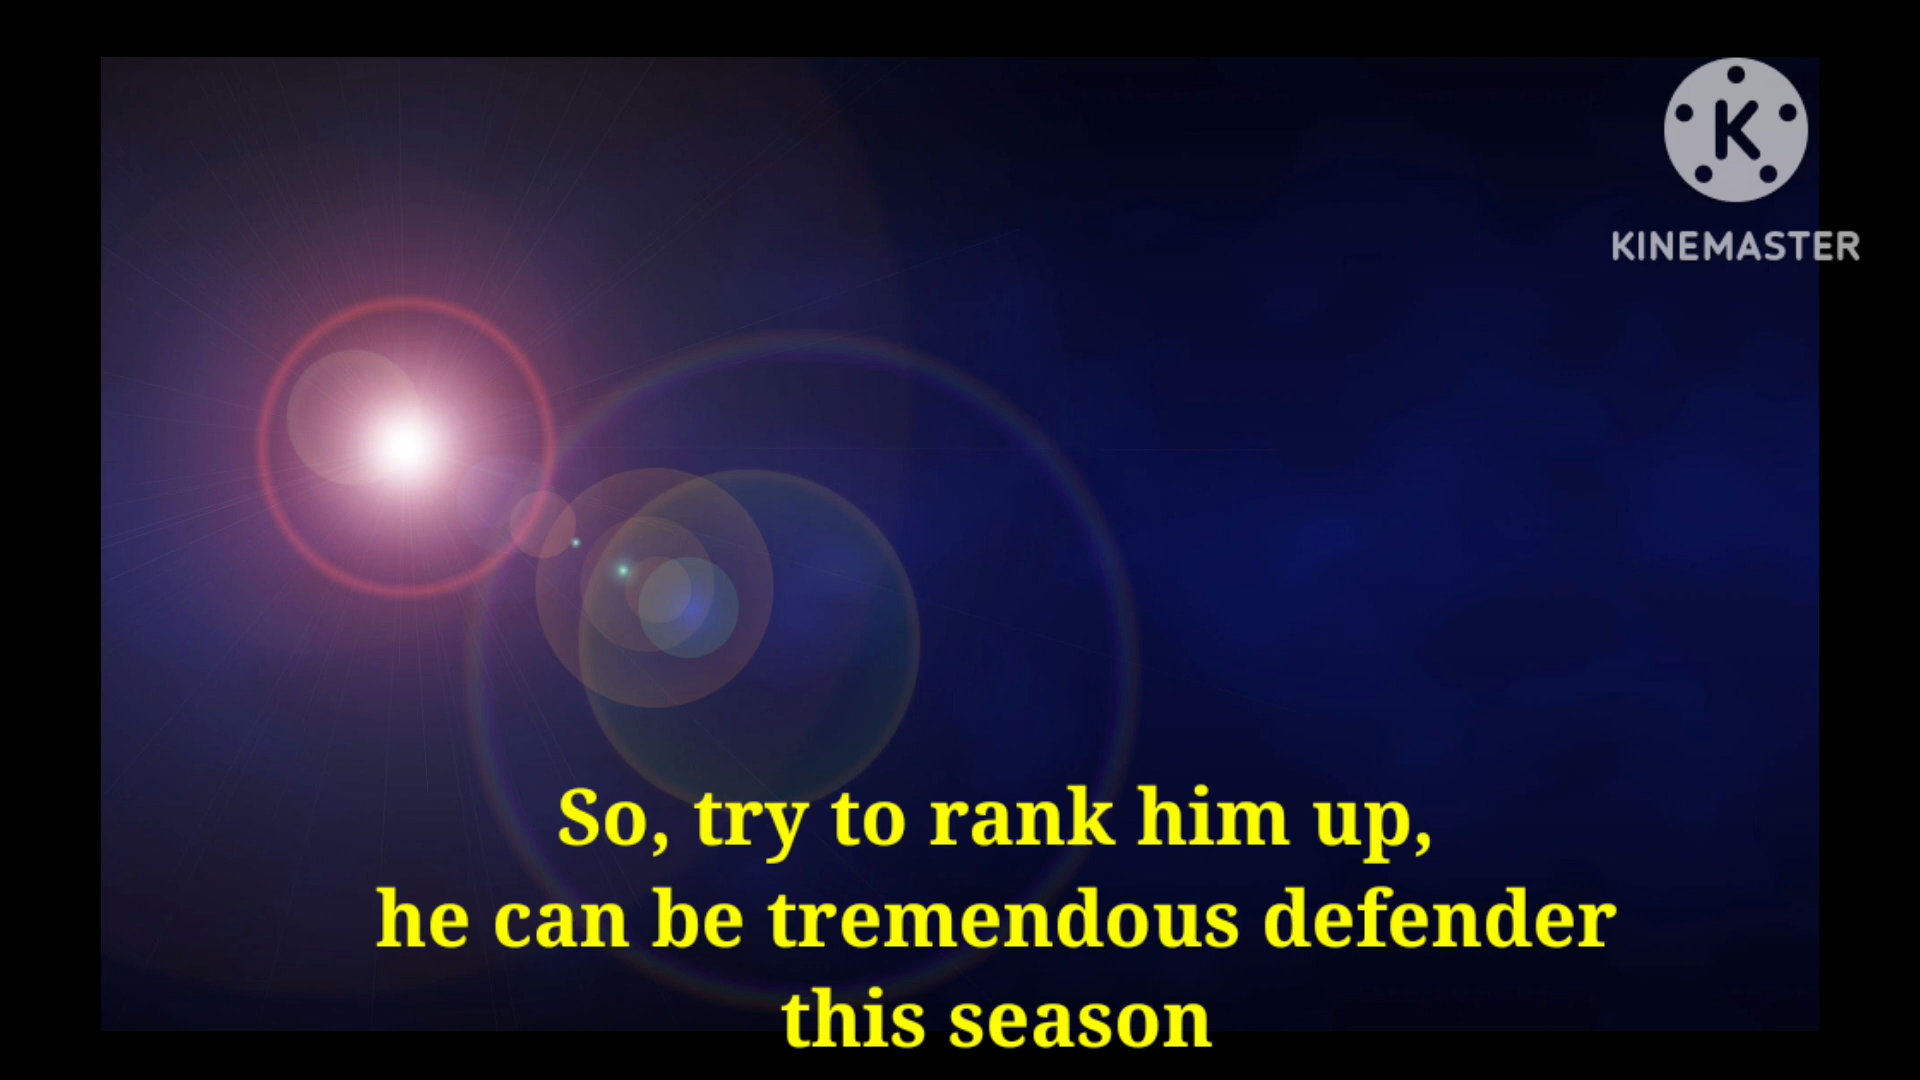 K
KINEMASTER
So, try to rank him up,
he can be tremendous defender
this season